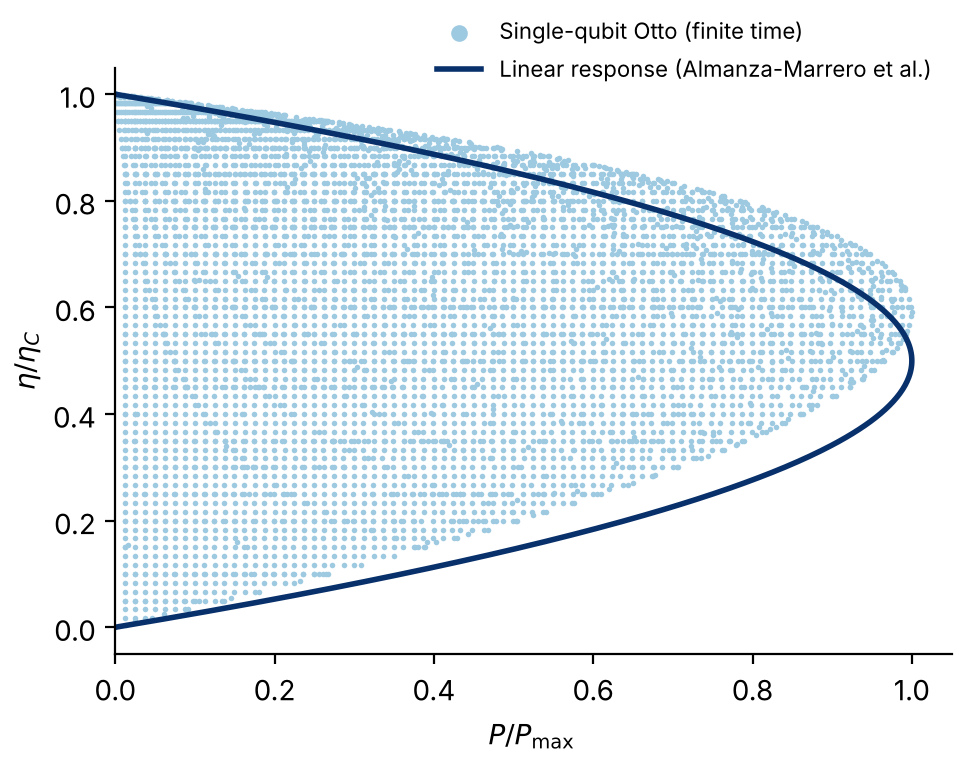 Single-qubit Otto (finite time)
Linear response (Almanza-Marrero et al.)
1.0
0.8
0.6
0.4
0.2
0.0
η/η_C
0.0 0.2 0.4 0.6 0.8 1.0
P/P_max